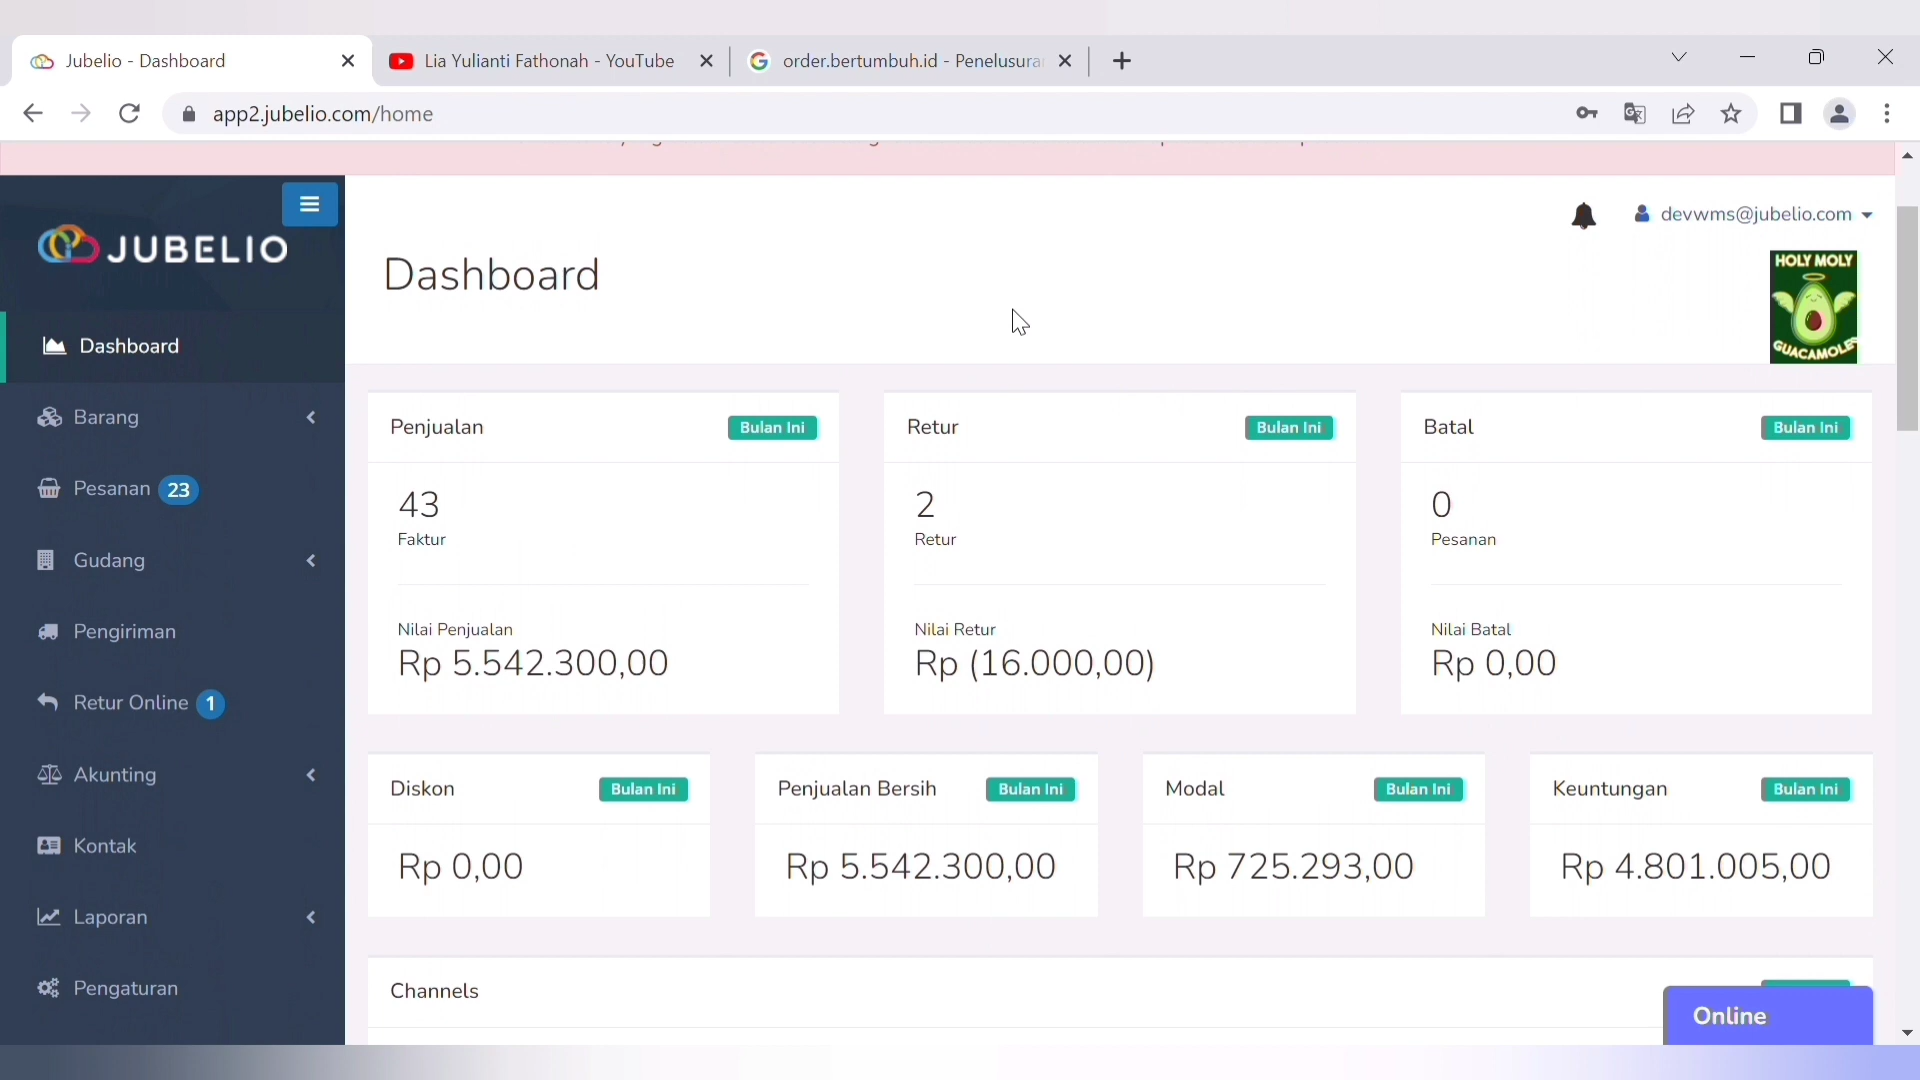 Jubelio - Dashboard
Lia Yulianti Fathonah - YouTube
order.bertumbuh.id - Penelusura
app2.jubelio.com/home
JUBELIO
devwms@jubelio.com
Dashboard
HOLY MOLY
GUACAMOLES
Dashboard
Barang
Pesanan 23
Gudang
Pengiriman
Retur Online 1
Akunting
Kontak
Laporan
Pengaturan
Penjualan Bulan Ini
43
Faktur
Nilai Penjualan
Rp 5.542.300,00
Retur Bulan Ini
2
Retur
Nilai Retur
Rp (16.000,00)
Batal Bulan Ini
0
Pesanan
Nilai Batal
Rp 0,00
Diskon Bulan Ini
Rp 0,00
Penjualan Bersih Bulan Ini
Rp 5.542.300,00
Modal Bulan Ini
Rp 725.293,00
Keuntungan Bulan Ini
Rp 4.801.005,00
Channels
Online